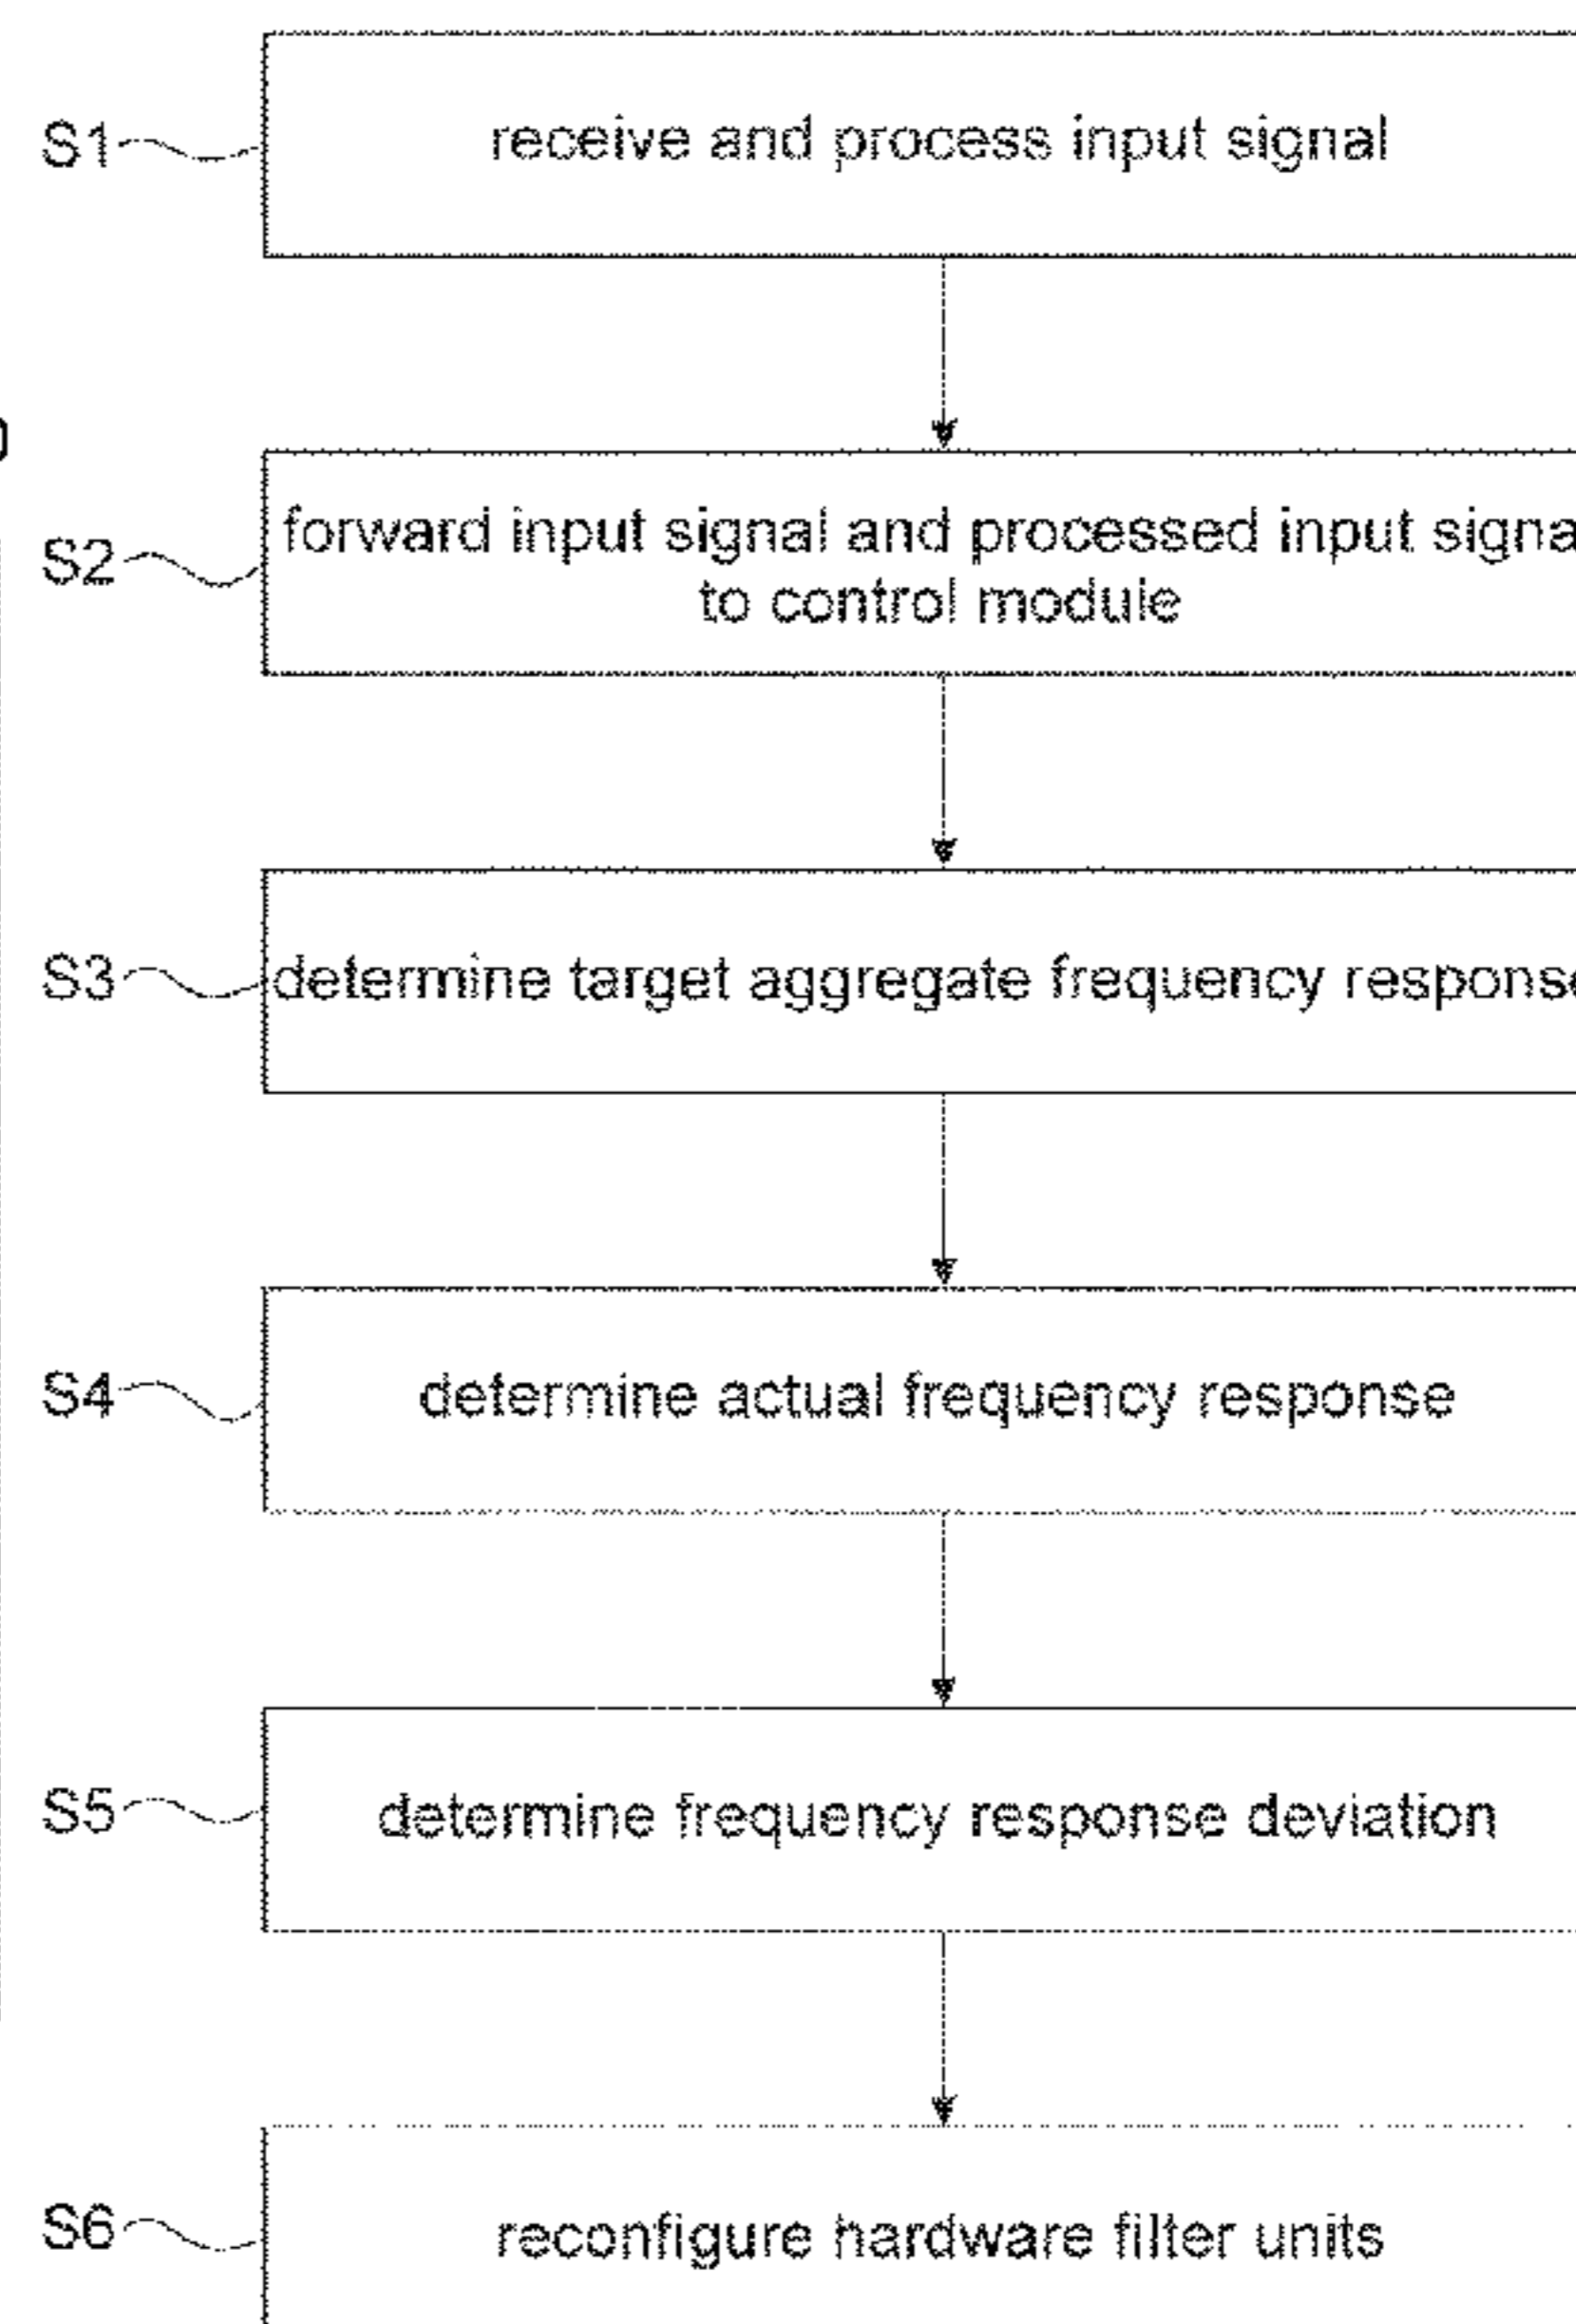 S1
receive and process input signal
S2
forward input signal and processed input signa
to control module
S3
determine target aggregate frequency response
S4
determine actual frequency response
S5
determine frequency response deviation
S6
reconfigure hardware filter units